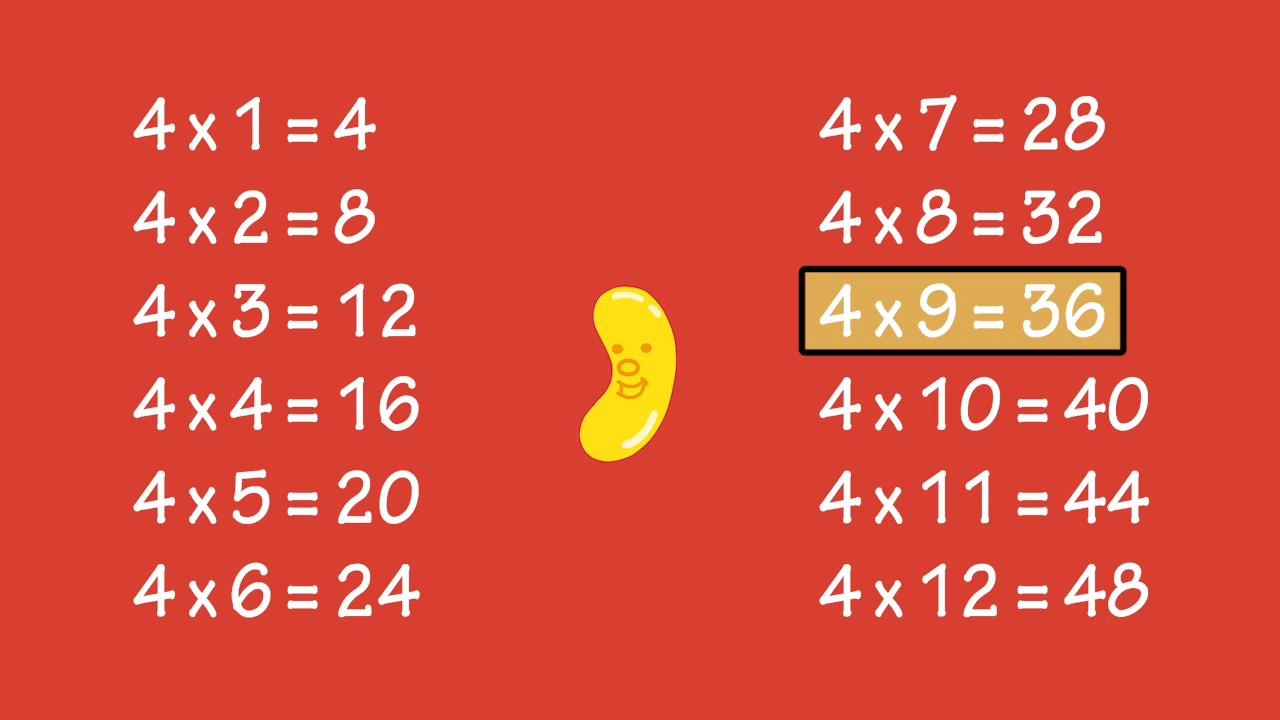 4 x 1 = 4
4 x 2 = 8
4 x 3 = 12
4 x 4 = 16
4 x 5 = 20
4 x 6 = 24
4 x 7 = 28
4 x 8 = 32
4 x 9 = 36
4 x 10 = 40
4 x 11 = 44
4 x 12 = 48